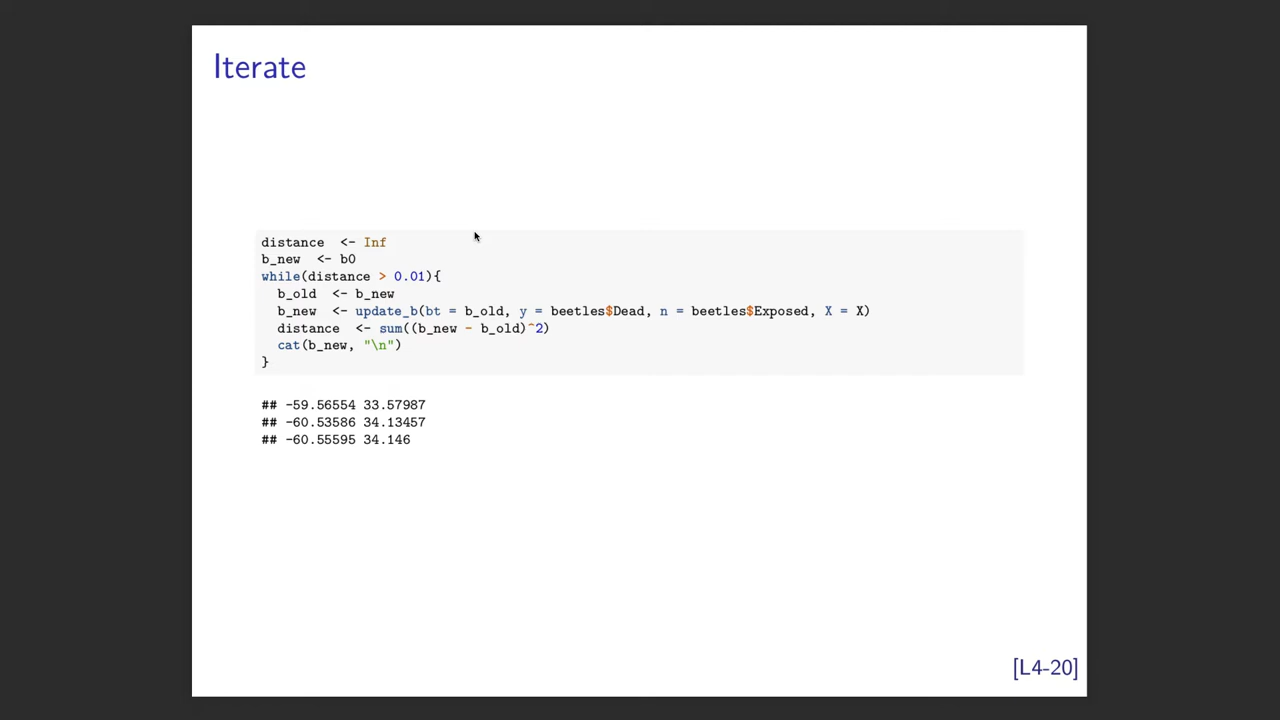 Iterate
distance  <- Inf
b_new  <- b0
while(distance > 0.01){
  b_old  <- b_new
  b_new  <- update_b(bt = b_old, y = beetles$Dead, n = beetles$Exposed, X = X)
  distance  <- sum((b_new - b_old)^2)
  cat(b_new, "\n")
}
## -59.56554 33.57987
## -60.53586 34.13457
## -60.55595 34.146
[L4-20]